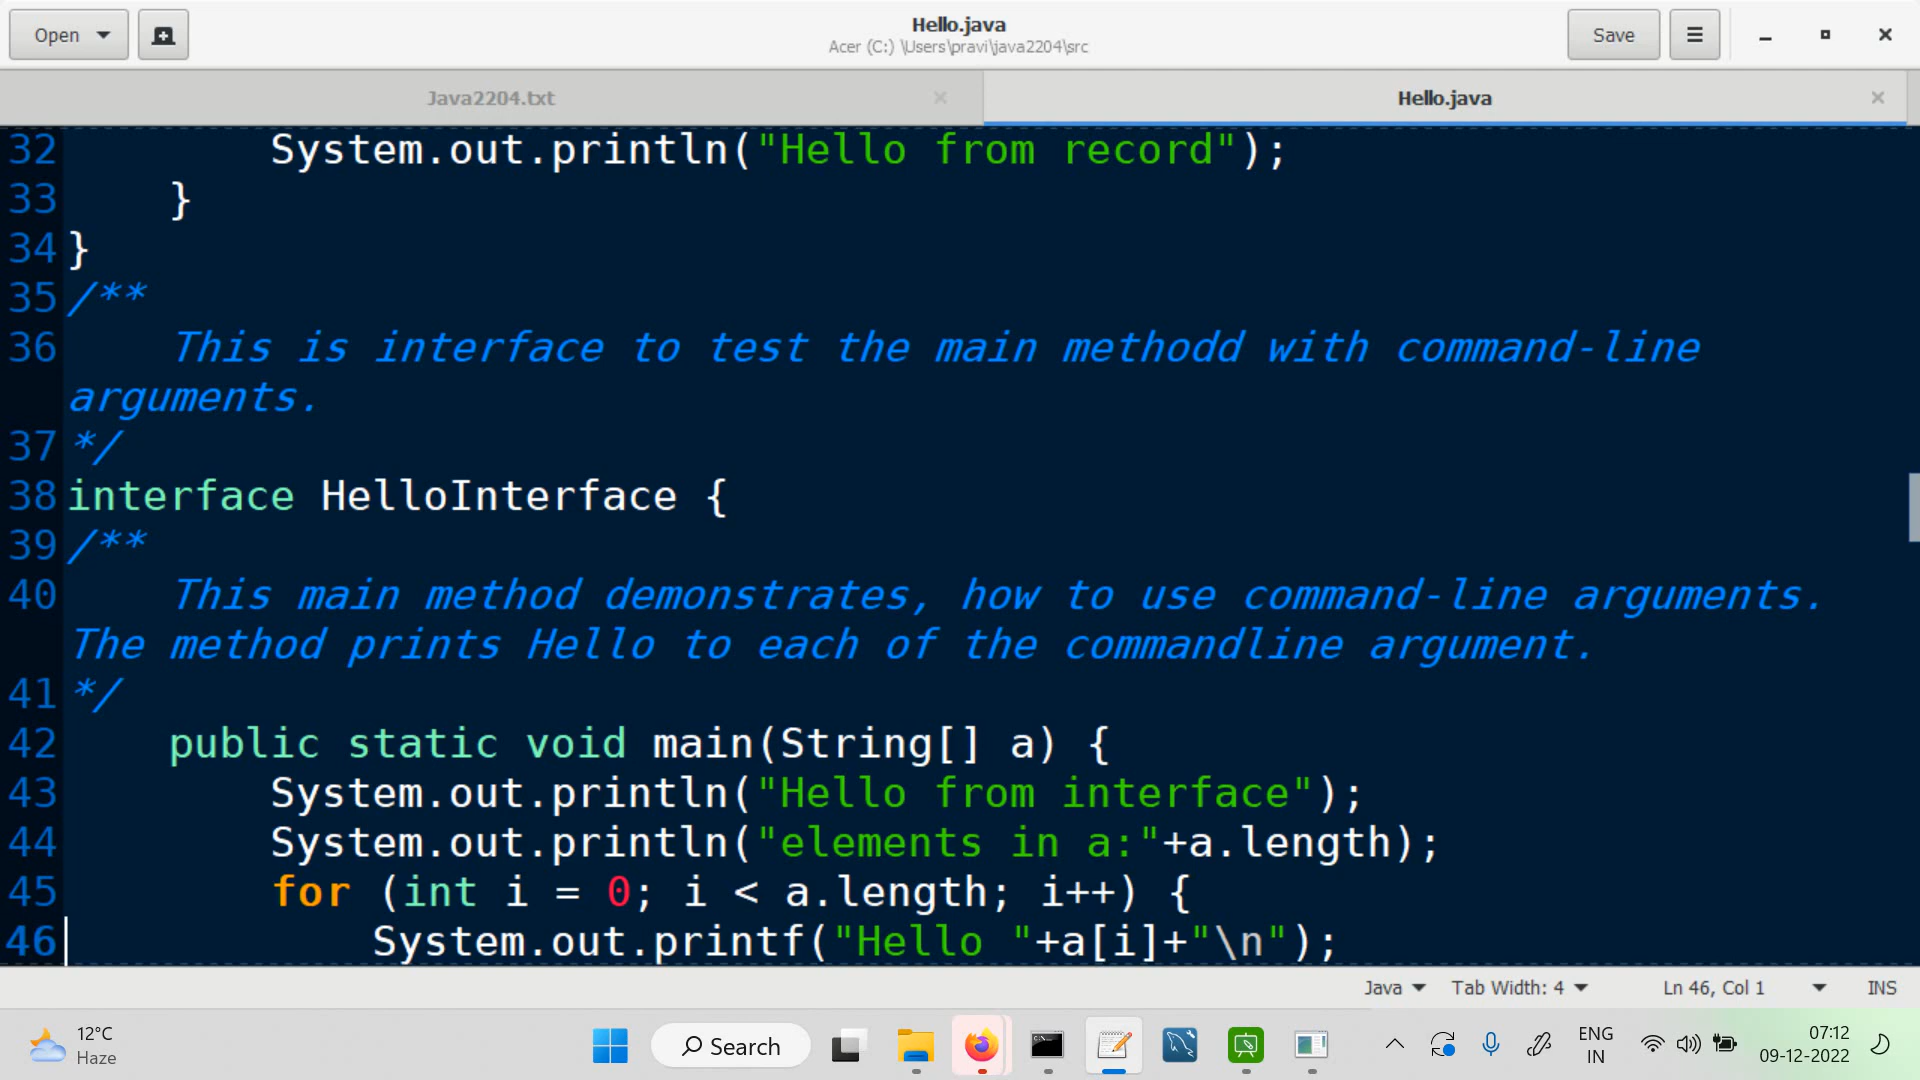 Open
Hello.java
Acer (C:) \Users\pravi\java2204\src
Save
Java2204.txt
Hello.java
32 System.out.println("Hello from record");
33 }
34 }
35 /**
36 This is interface to test the main methodd with command-line
arguments.
37 */
38 interface HelloInterface {
39 /**
40 This main method demonstrates, how to use command-line arguments.
The method prints Hello to each of the commandline argument.
41 */
42 public static void main(String[] a) {
43 System.out.println("Hello from interface");
44 System.out.println("elements in a:"+a.length);
45 for (int i = 0; i < a.length; i++) {
46 System.out.printf("Hello "+a[i]+"\n");
Java Tab Width: 4 Ln 46, Col 1 INS
12°C
Haze
Search
ENG
IN
07:12
09-12-2022